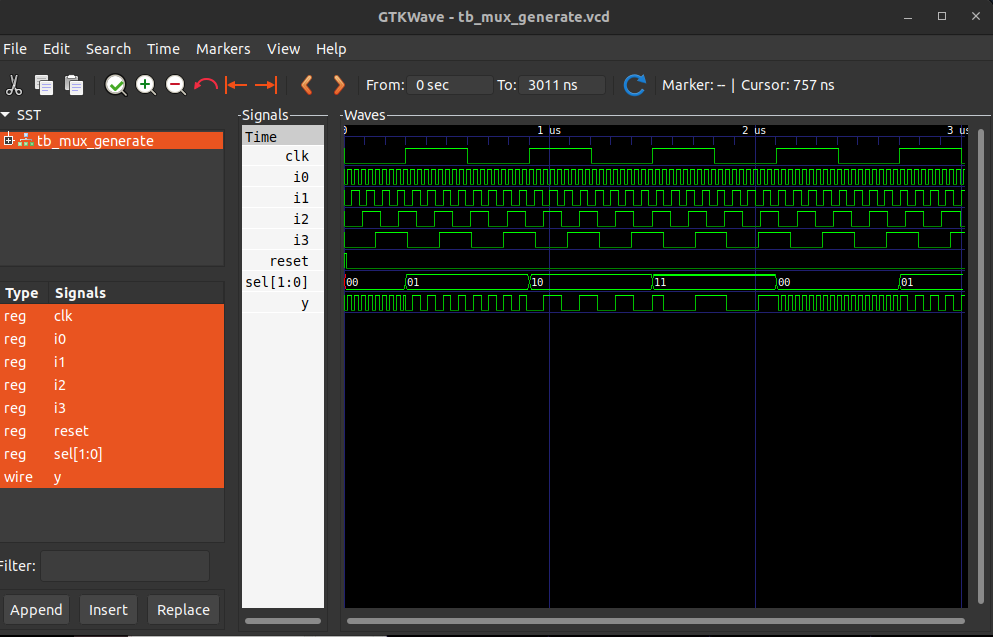 GTKWave - tb_mux_generate.vcd
File Edit Search Time Markers View Help
From: 0 sec To: 3011 ns Marker: -- | Cursor: 757 ns
SST
tb_mux_generate
Type Signals
reg clk
reg i0
reg i1
reg i2
reg i3
reg reset
reg sel[1:0]
wire y
Filter:
Append Insert Replace
Signals
Time
clk
i0
i1
i2
i3
reset
sel[1:0]
y
Waves
0 1 us 2 us 3 us
00 01 10 11 00 01